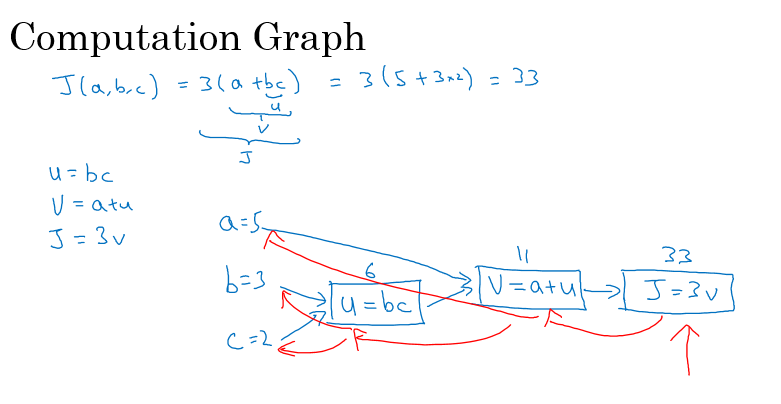 Computation Graph
J(a,b,c) = 3(a+bc) = 3(5+3×2) = 33
u
V
J
u = bc
V = a+u
J = 3v
a=5
11
33
b=3
6
V=a+u
J=3v
u=bc
c=2